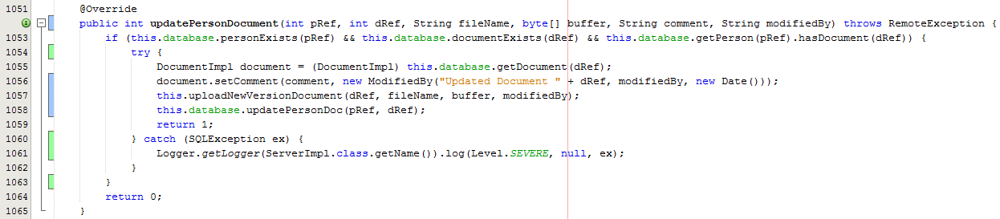 1051 @Override
public int updatePersonDocument(int pRef, int dRef, String fileName, byte[] buffer, String comment, String modifiedBy) throws RemoteException {
1053 if (this.database.personExists(pRef) && this.database.documentExists(dRef) && this.database.getPerson(pRef).hasDocument(dRef)) {
1054 try {
1055 DocumentImpl document = (DocumentImpl) this.database.getDocument(dRef);
1056 document.setComment(comment, new ModifiedBy("Updated Document " + dRef, modifiedBy, new Date()));
1057 this.uploadNewVersionDocument(dRef, fileName, buffer, modifiedBy);
1058 this.database.updatePersonDoc(pRef, dRef);
1059 return 1;
1060 } catch (SQLException ex) {
1061 Logger.getLogger(ServerImpl.class.getName()).log(Level.SEVERE, null, ex);
1062 }
1063 }
1064 return 0;
1065 }